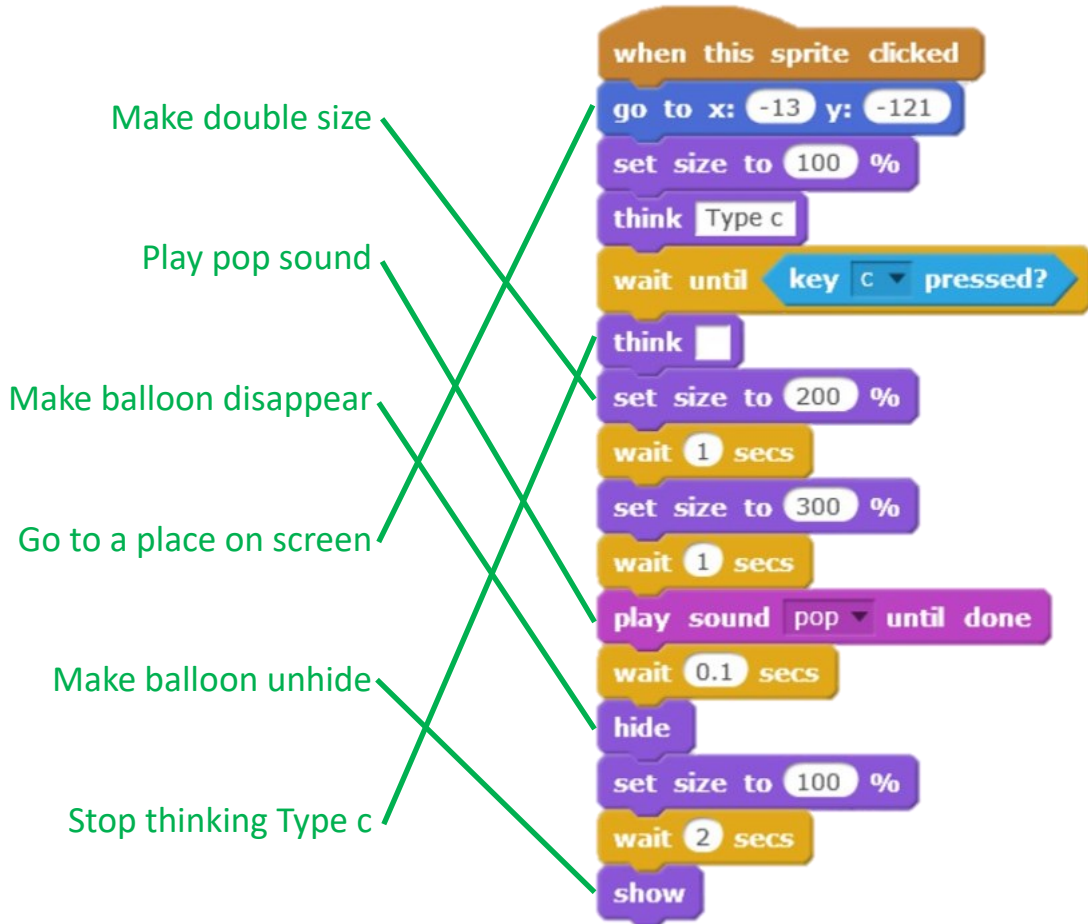 when this sprite clicked
go to x: -13 y: -121
Make double size
set size to 100 %
think Type c
Play pop sound
wait until key c pressed?
think
Make balloon disappear
set size to 200 %
wait 1 secs
set size to 300 %
Go to a place on screen
wait 1 secs
play sound pop until done
Make balloon unhide
wait 0.1 secs
hide
set size to 100 %
Stop thinking Type c
wait 2 secs
show